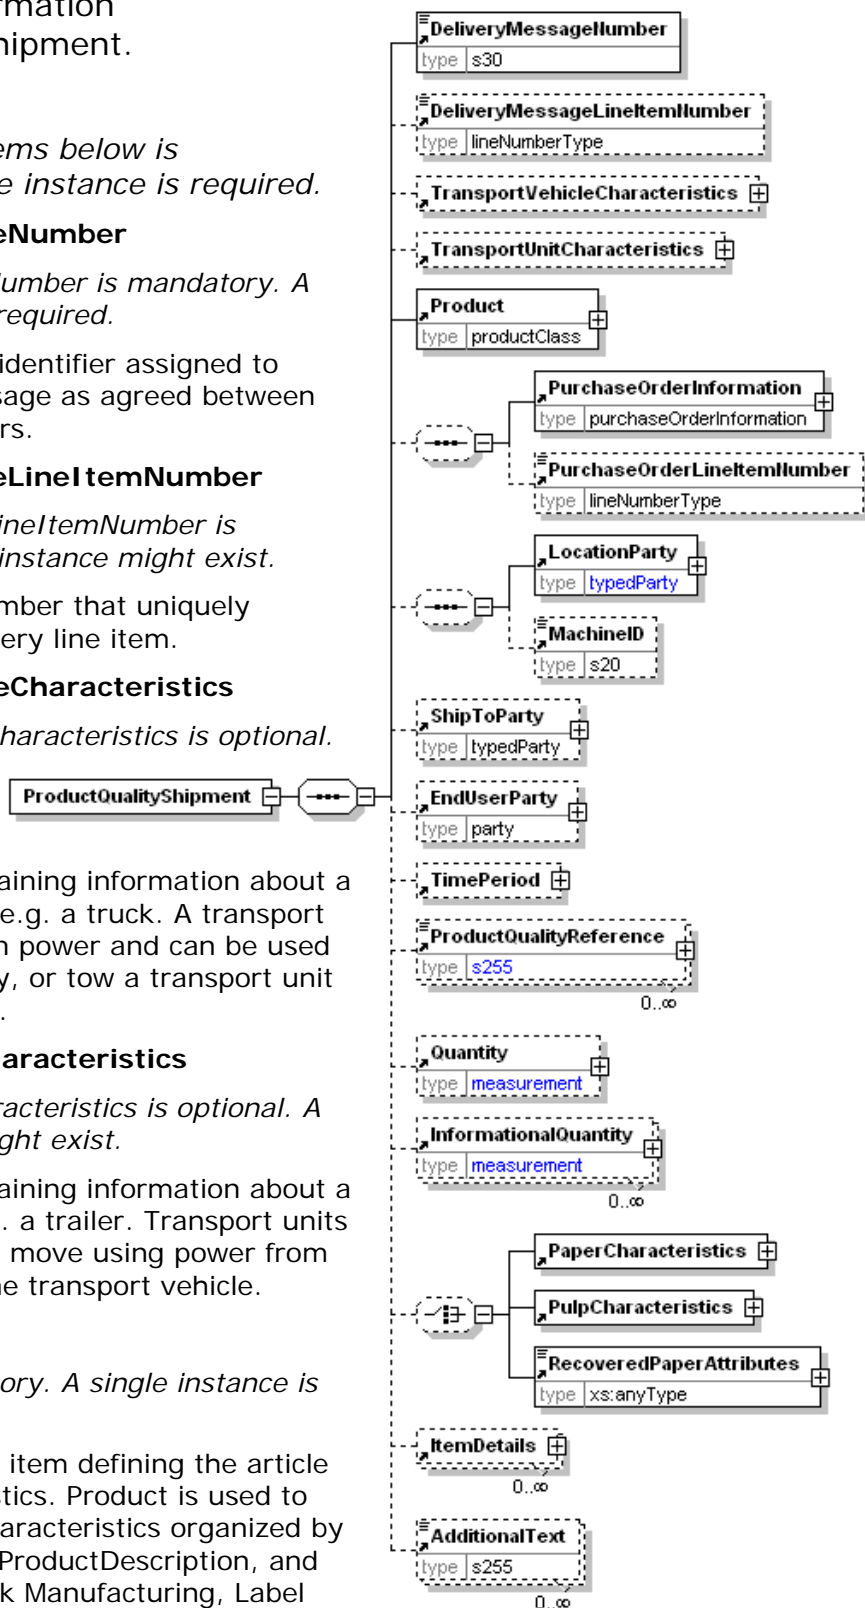 rmation
hipment.
ems below is
e instance is required.
eNumber
Number is mandatory. A
required.
identifier assigned to
sage as agreed between
rs.
eLineItemNumber
ineItemNumber is
instance might exist.
mber that uniquely
ery line item.
eCharacteristics
haracteristics is optional.
aining information about a
e.g. a truck. A transport
n power and can be used
y, or tow a transport unit
.
aracteristics
racteristics is optional. A
ght exist.
aining information about a
. a trailer. Transport units
move using power from
ne transport vehicle.
ory. A single instance is
item defining the article
stics. Product is used to
aracteristics organized by
ProductDescription, and
k Manufacturing, Label
ProductQualityShipment
DeliveryMessageNumber
type s30
DeliveryMessageLineItemNumber
type lineNumberType
TransportVehicleCharacteristics
TransportUnitCharacteristics
Product
type productClass
PurchaseOrderInformation
type purchaseOrderInformation
PurchaseOrderLineItemNumber
type lineNumberType
LocationParty
type typedParty
MachineID
type s20
ShipToParty
type typedParty
EndUserParty
type party
TimePeriod
ProductQualityReference
type s255
0..∞
Quantity
type measurement
InformationalQuantity
type measurement
0..∞
PaperCharacteristics
PulpCharacteristics
RecoveredPaperAttributes
type xs:anyType
ItemDetails
0..∞
AdditionalText
type s255
0..∞